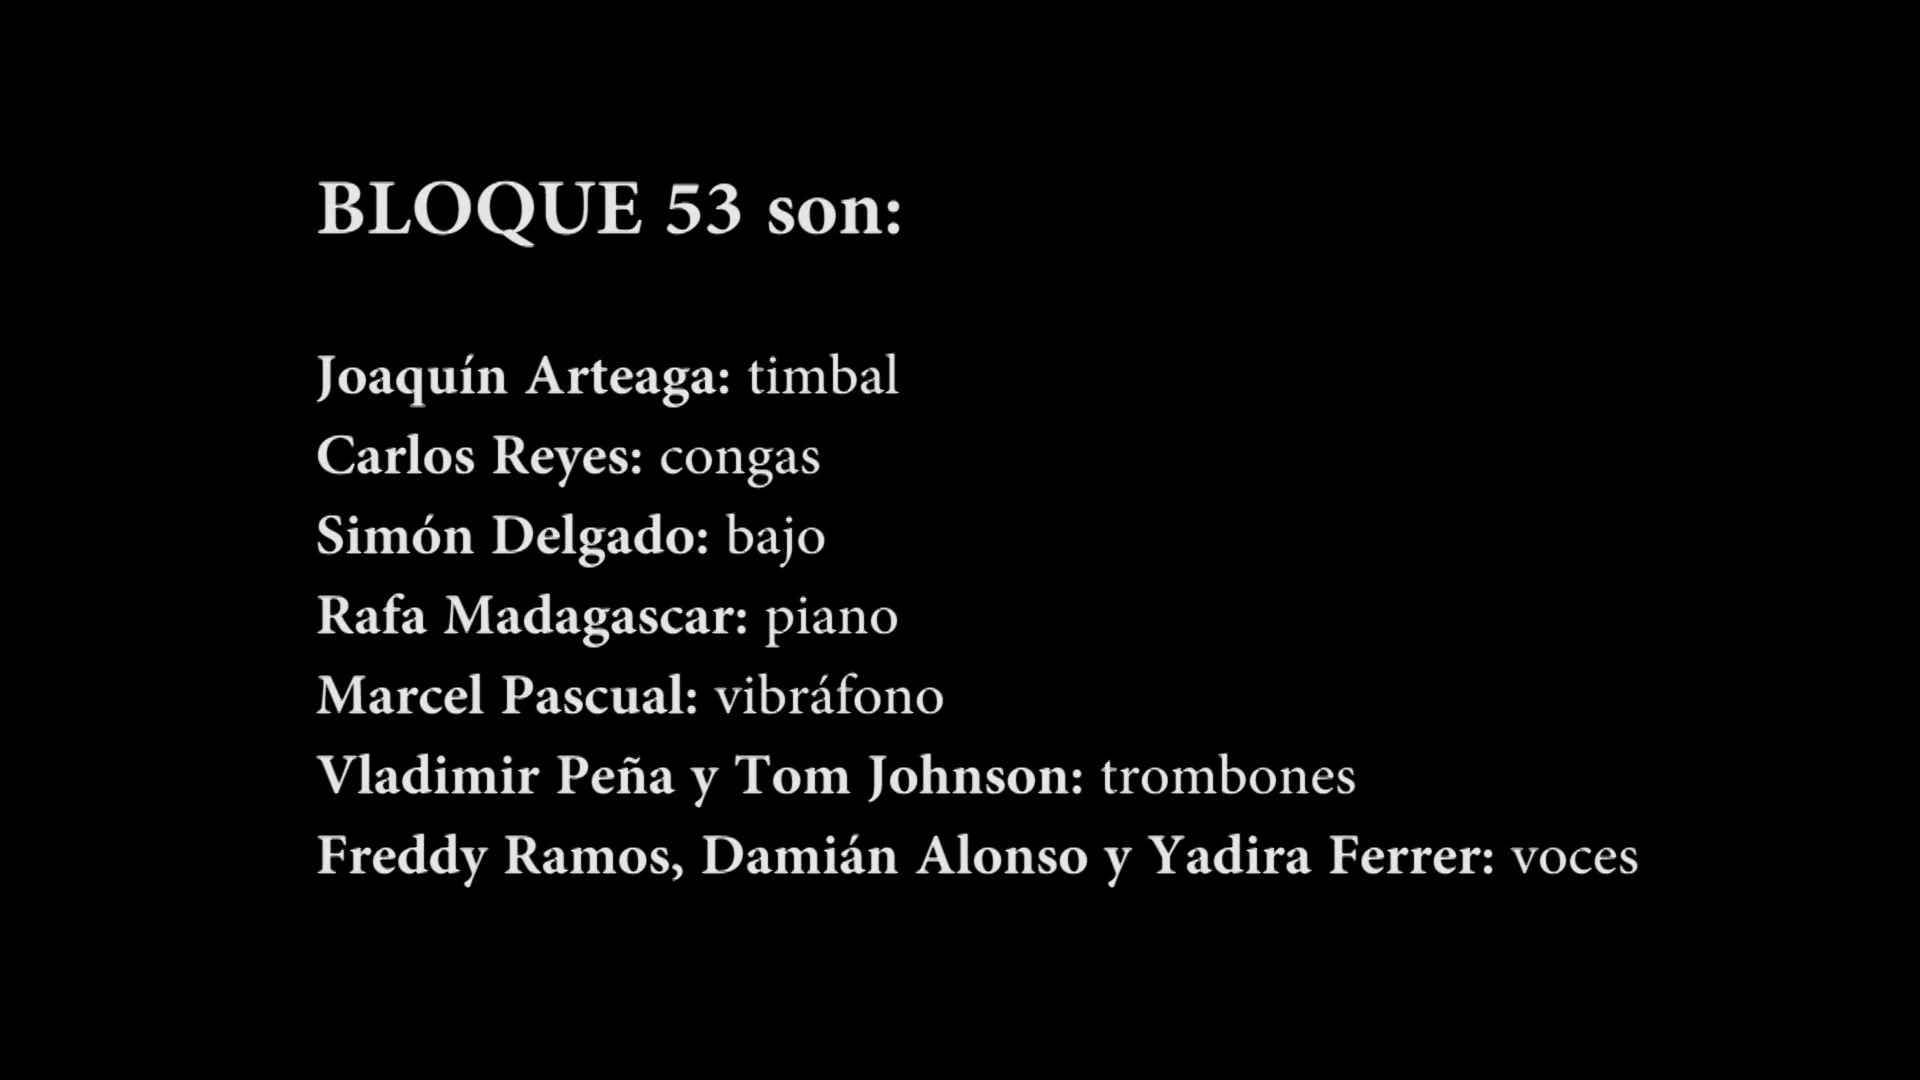 BLOQUE 53 son:
Joaquín Arteaga: timbal
Carlos Reyes: congas
Simón Delgado: bajo
Rafa Madagascar: piano
Marcel Pascual: vibráfono
Vladimir Peña y Tom Johnson: trombones
Freddy Ramos, Damián Alonso y Yadira Ferrer: voces